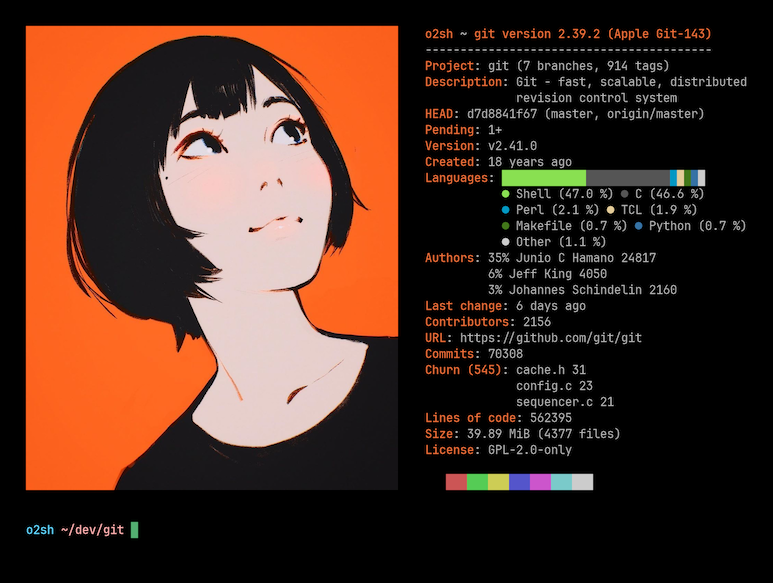 o2sh ~ git version 2.39.2 (Apple Git-143)
-----------------------------------------
Project: git (7 branches, 914 tags)
Description: Git - fast, scalable, distributed
revision control system
HEAD: d7d8841f67 (master, origin/master)
Pending: 1+
Version: v2.41.0
Created: 18 years ago
Languages:
● Shell (47.0 %) ● C (46.6 %)
● Perl (2.1 %) ● TCL (1.9 %)
● Makefile (0.7 %) ● Python (0.7 %)
● Other (1.1 %)
Authors: 35% Junio C Hamano 24817
6% Jeff King 4050
3% Johannes Schindelin 2160
Last change: 6 days ago
Contributors: 2156
URL: https://github.com/git/git
Commits: 70308
Churn (545): cache.h 31
config.c 23
sequencer.c 21
Lines of code: 562395
Size: 39.89 MiB (4377 files)
License: GPL-2.0-only
o2sh ~/dev/git